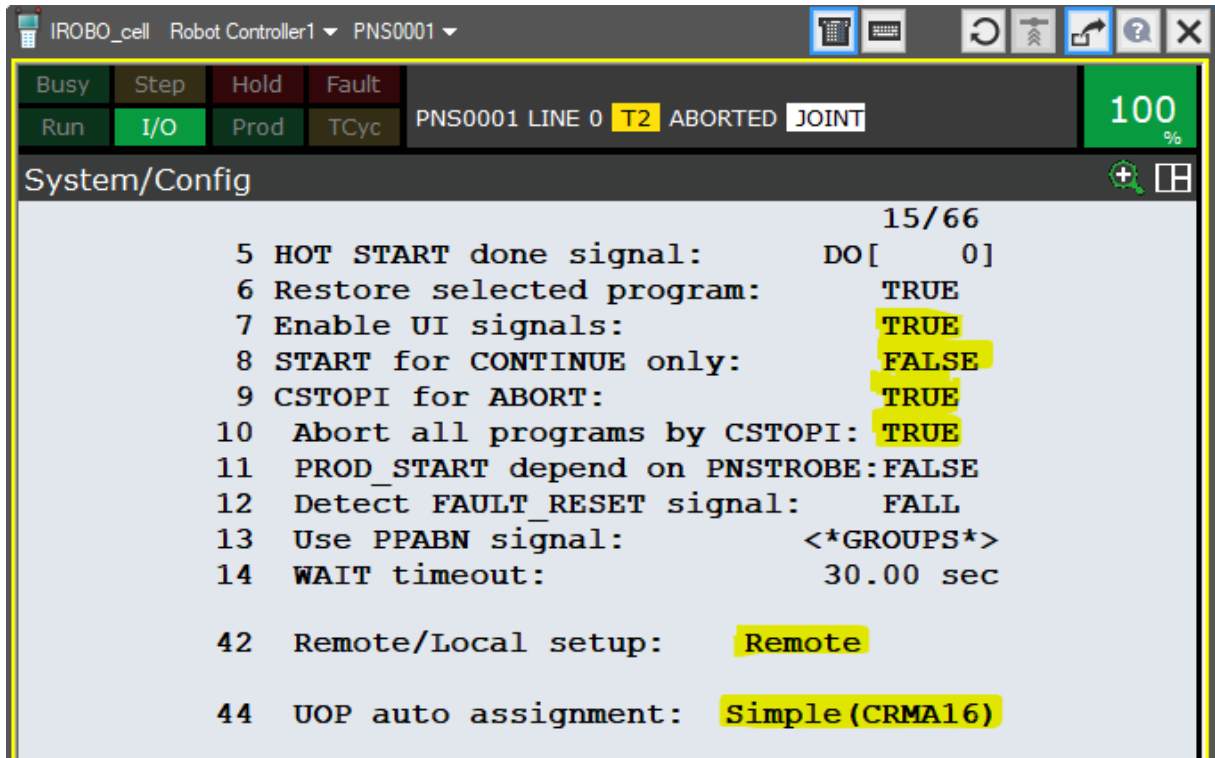 IROBO_cell Robot Controller1 PNS0001
Busy Step Hold Fault
Run I/O Prod TCyc
PNS0001 LINE 0 T2 ABORTED JOINT
100
%
System/Config
15/66
5 HOT START done signal: DO[ 0]
6 Restore selected program: TRUE
7 Enable UI signals: TRUE
8 START for CONTINUE only: FALSE
9 CSTOPI for ABORT: TRUE
10 Abort all programs by CSTOPI: TRUE
11 PROD_START depend on PNSTROBE:FALSE
12 Detect FAULT_RESET signal: FALL
13 Use PPABN signal: <*GROUPS*>
14 WAIT timeout: 30.00 sec
42 Remote/Local setup: Remote
44 UOP auto assignment: Simple(CRMA16)